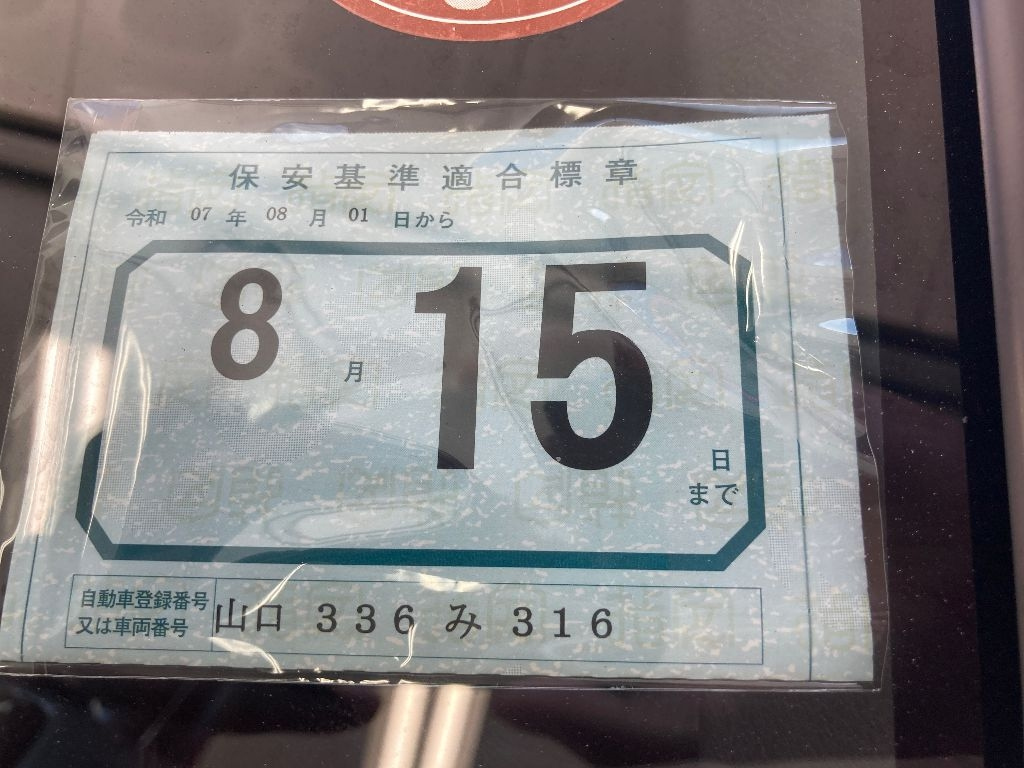 保安基準適合標章
令和 07 年 08 月 01 日から
8 月 15 日まで
自動車登録番号
又は車両番号
山口 336 み 316